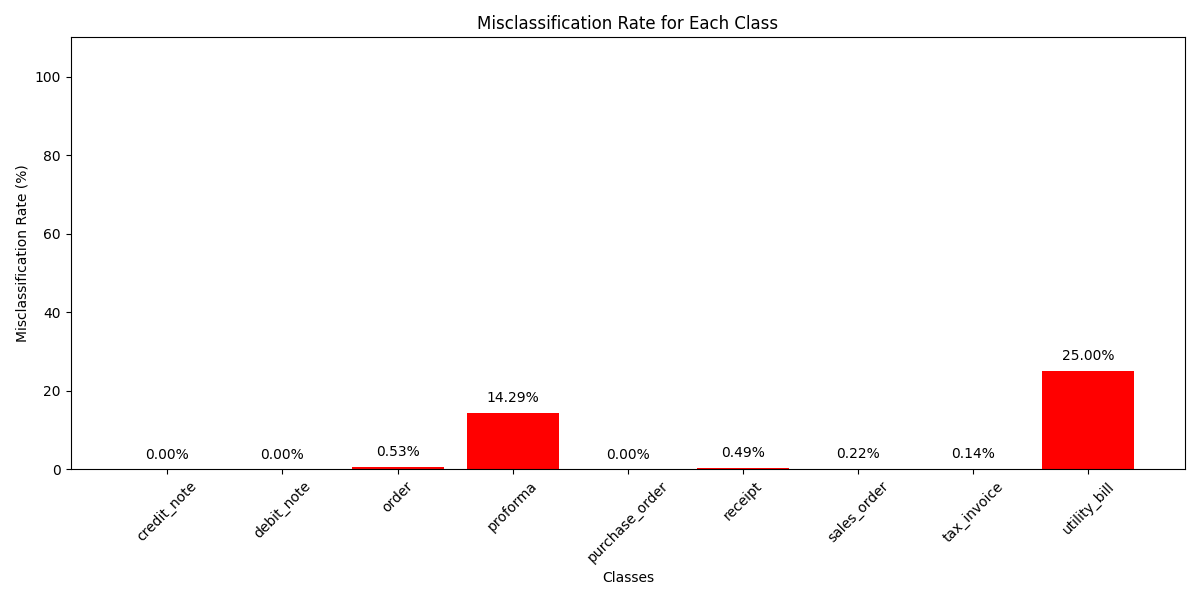 Misclassification Rate for Each Class
Misclassification Rate (%)
100
80
60
40
20
0
0.00%
0.00%
0.53%
14.29%
0.00%
0.49%
0.22%
0.14%
25.00%
credit_note
debit_note
order
proforma
purchase_order
receipt
sales_order
tax_invoice
utility_bill
Classes